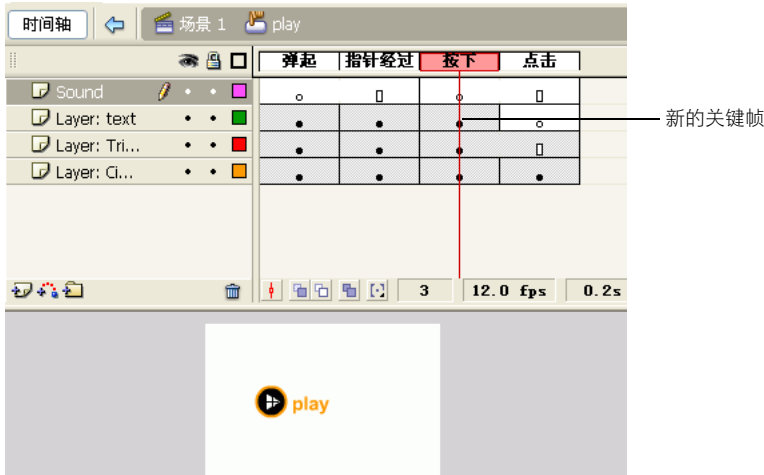 时间轴 场景 1 play
弹起 指针经过 按下 点击
Sound
Layer: text
新的关键帧
Layer: Tri...
Layer: Ci...
3 12.0 fps 0.2s
play